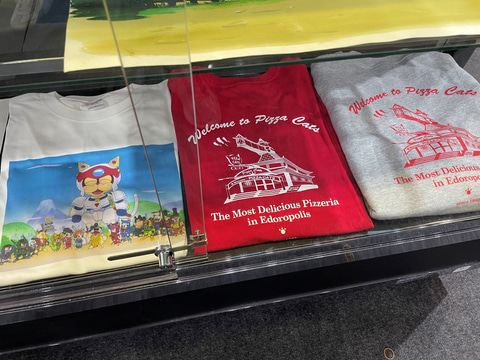 Welcome to Pizza Cats
The Most Delicious Pizzeria
in Edoropolis
Welcome to Pizza Cats
The Most Delicious Pizzeria
in Edoropolis